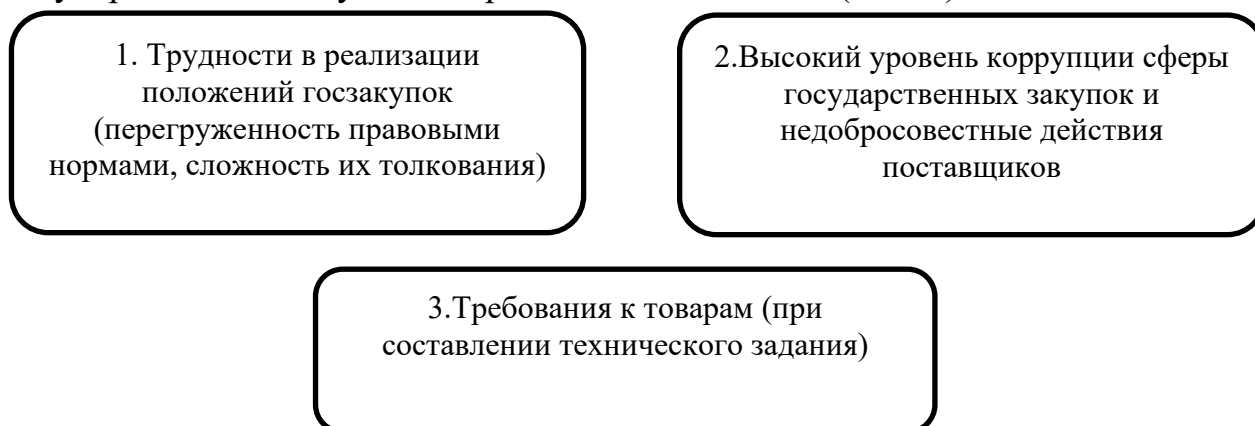 1. Трудности в реализации
положений госзакупок
(перегруженность правовыми
нормами, сложность их толкования)
2.Высокий уровень коррупции сферы
государственных закупок и
недобросовестные действия
поставщиков
3.Требования к товарам (при
составлении технического задания)